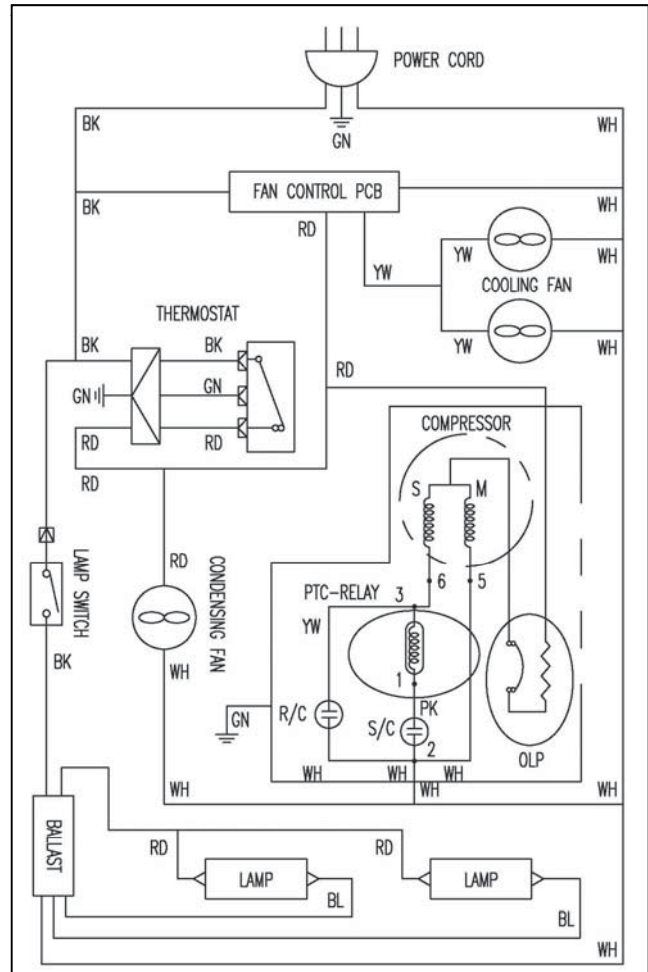 POWER CORD
BK
WH
GN
FAN CONTROL PCB
BK
WH
RD
YW
YW
WH
COOLING FAN
THERMOSTAT
BK
BK
YW
WH
GN
GN
RD
RD
RD
COMPRESSOR
RD
S
M
RD
LAMP SWITCH
CONDENSING FAN
6
5
PTC-RELAY
3
YW
BK
WH
1
GN
R/C
PK
S/C
2
OLP
WH
WH
WH
WH
WH
WH
BALLAST
RD
RD
LAMP
LAMP
BL
BL
WH